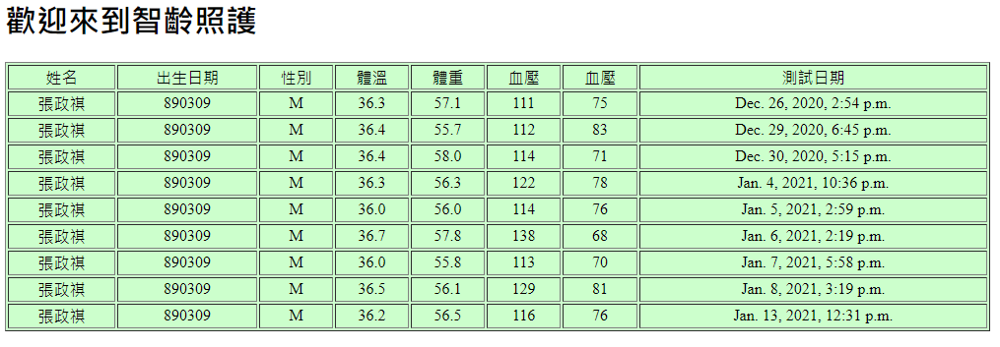 歡迎來到智齡照護
姓名 出生日期 性別 體溫 體重 血壓 血壓 測試日期
張政祺 890309 M 36.3 57.1 111 75 Dec. 26, 2020, 2:54 p.m.
張政祺 890309 M 36.4 55.7 112 83 Dec. 29, 2020, 6:45 p.m.
張政祺 890309 M 36.4 58.0 114 71 Dec. 30, 2020, 5:15 p.m.
張政祺 890309 M 36.3 56.3 122 78 Jan. 4, 2021, 10:36 p.m.
張政祺 890309 M 36.0 56.0 114 76 Jan. 5, 2021, 2:59 p.m.
張政祺 890309 M 36.7 57.8 138 68 Jan. 6, 2021, 2:19 p.m.
張政祺 890309 M 36.0 55.8 113 70 Jan. 7, 2021, 5:58 p.m.
張政祺 890309 M 36.5 56.1 129 81 Jan. 8, 2021, 3:19 p.m.
張政祺 890309 M 36.2 56.5 116 76 Jan. 13, 2021, 12:31 p.m.